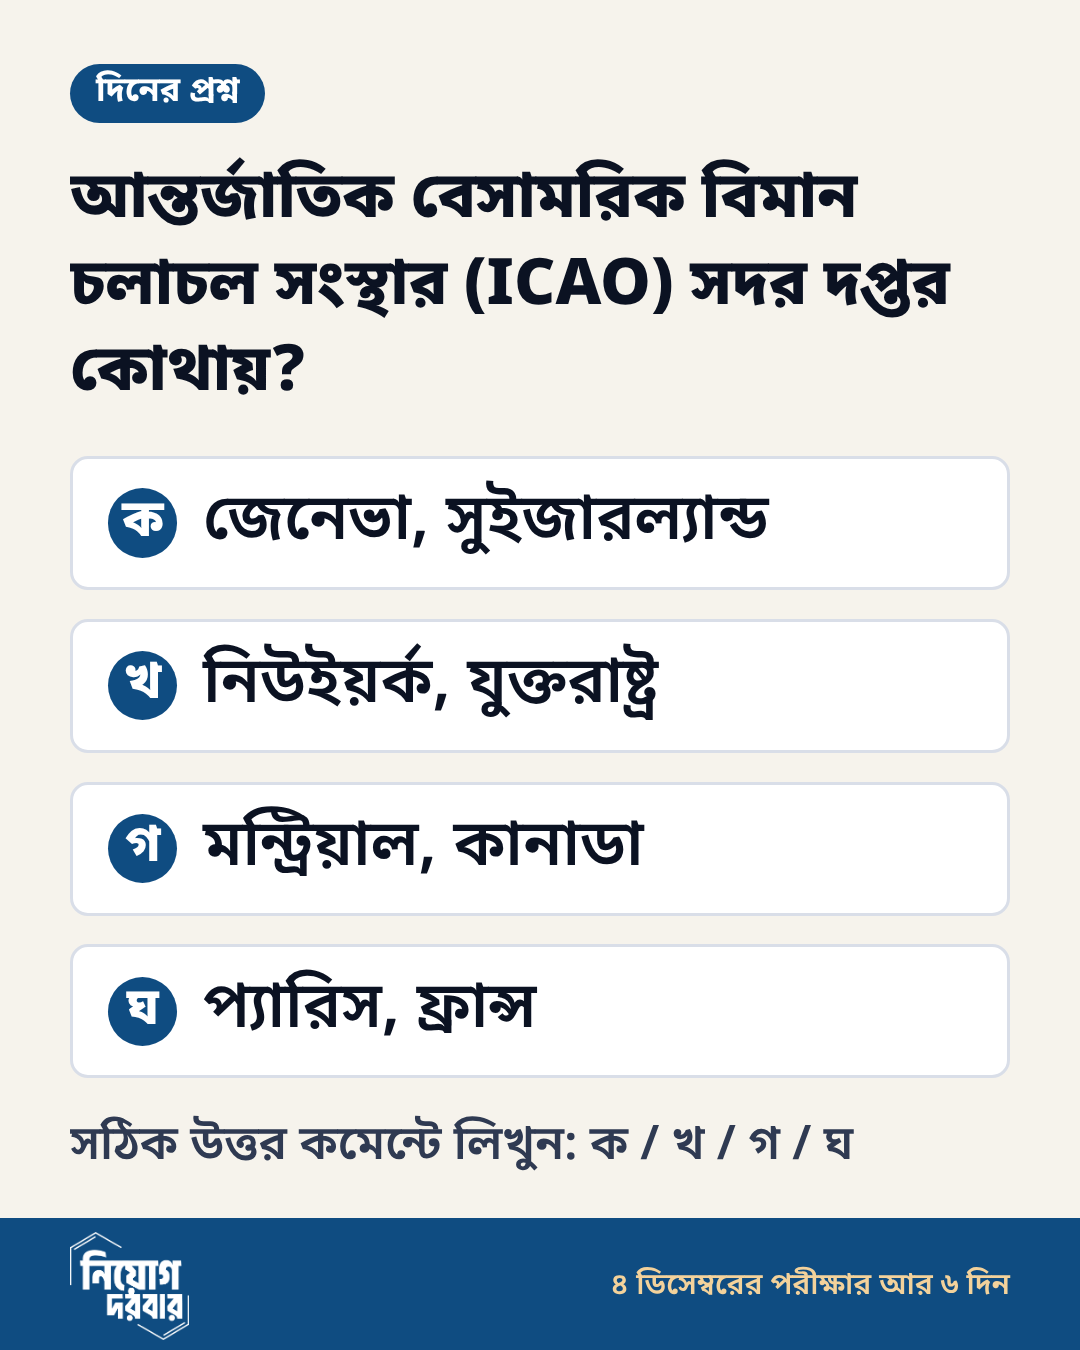 দিনের প্রশ্ন
আন্তর্জাতিক বেসামরিক বিমান
চলাচল সংস্থার (ICAO) সদর দপ্তর
কোথায়?
ক জেনেভা, সুইজারল্যান্ড
খ নিউইয়র্ক, যুক্তরাষ্ট্র
গ মন্ট্রিয়াল, কানাডা
ঘ প্যারিস, ফ্রান্স
সঠিক উত্তর কমেন্টে লিখুন: ক / খ / গ / ঘ
নিয়োগ
দরবার
৪ ডিসেম্বরের পরীক্ষার আর ৬ দিন